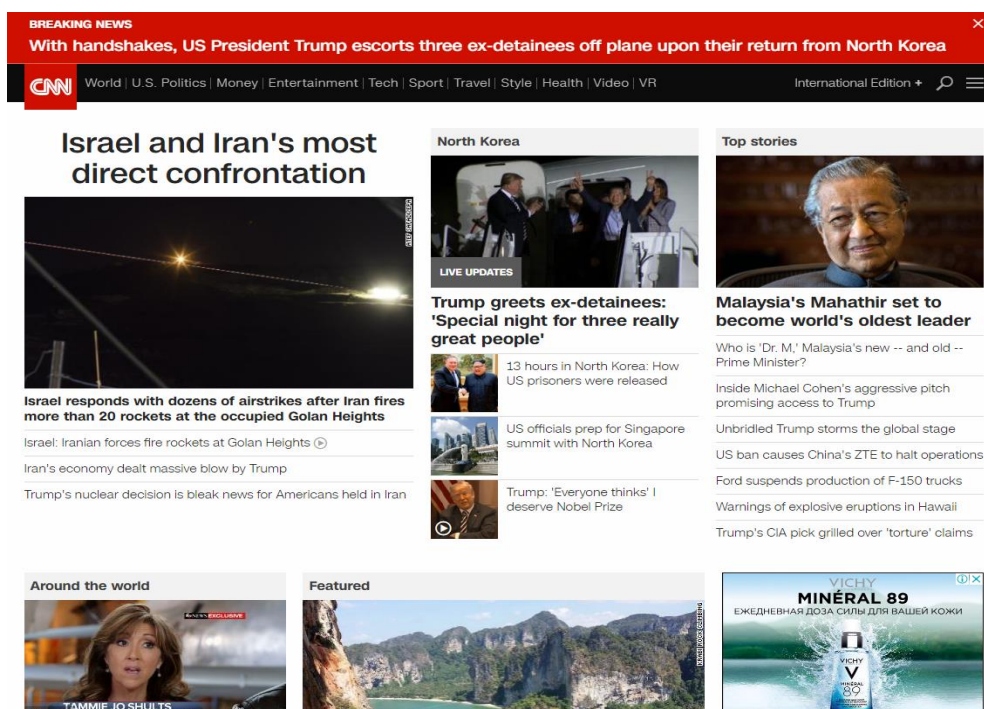 BREAKING NEWS
With handshakes, US President Trump escorts three ex-detainees off plane upon their return from North Korea
CNN World | U.S. Politics | Money | Entertainment | Tech | Sport | Travel | Style | Health | Video | VR International Edition +
Israel and Iran's most
direct confrontation
Israel responds with dozens of airstrikes after Iran fires
more than 20 rockets at the occupied Golan Heights
Israel: Iranian forces fire rockets at Golan Heights
Iran's economy dealt massive blow by Trump
Trump's nuclear decision is bleak news for Americans held in Iran
North Korea
LIVE UPDATES
Trump greets ex-detainees:
'Special night for three really
great people'
13 hours in North Korea: How
US prisoners were released
US officials prep for Singapore
summit with North Korea
Trump: 'Everyone thinks' I
deserve Nobel Prize
Top stories
Malaysia's Mahathir set to
become world's oldest leader
Who is 'Dr. M,' Malaysia's new -- and old --
Prime Minister?
Inside Michael Cohen's aggressive pitch
promising access to Trump
Unbridled Trump storms the global stage
US ban causes China's ZTE to halt operations
Ford suspends production of F-150 trucks
Warnings of explosive eruptions in Hawaii
Trump's CIA pick grilled over 'torture' claims
Around the world
EXCLUSIVE
TAMMIE JO SHULTS
Featured
VICHY
MINÉRAL 89
ЕЖЕДНЕВНАЯ ДОЗА СИЛЫ ДЛЯ ВАШЕЙ КОЖИ
VICHY
V
MINÉRAL
89